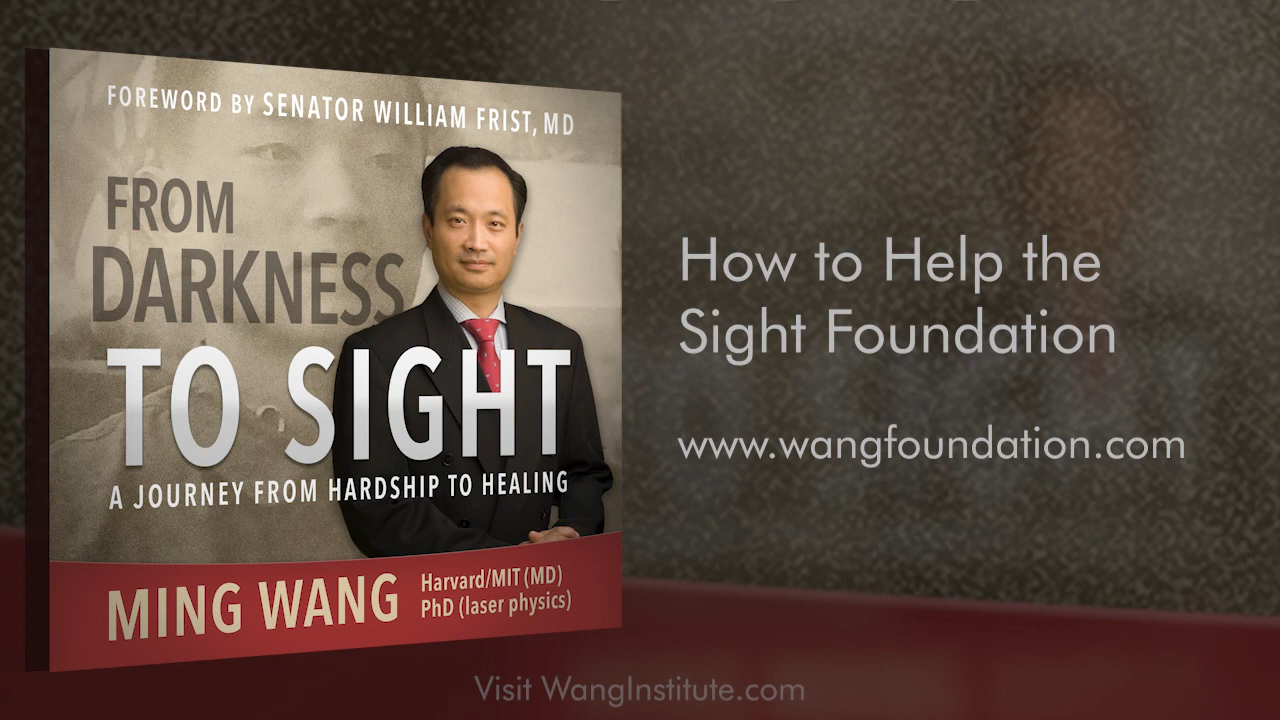 FOREWORD BY SENATOR WILLIAM FRIST, MD
FROM
DARKNESS
TO SIGHT
A JOURNEY FROM HARDSHIP TO HEALING
MING WANG
Harvard/MIT (MD)
PhD (laser physics)
How to Help the
Sight Foundation
www.wangfoundation.com
Visit WangInstitute.com